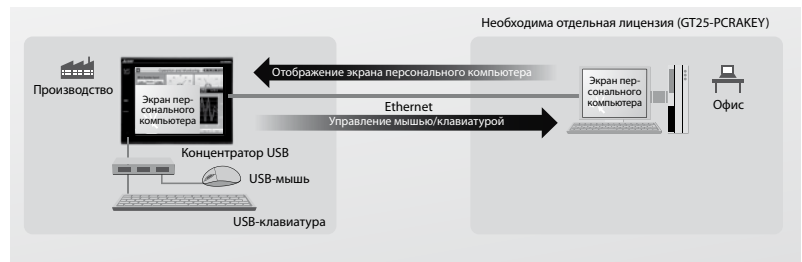 Необходима отдельная лицензия (GT25-PCRAKEY)
Производство
Экран пер-
сонального
компьютера
Отображение экрана персонального компьютера
Ethernet
Управление мышью/клавиатурой
Экран пер-
сонального
компьютера
Офис
Концентратор USB
USB-мышь
USB-клавиатура